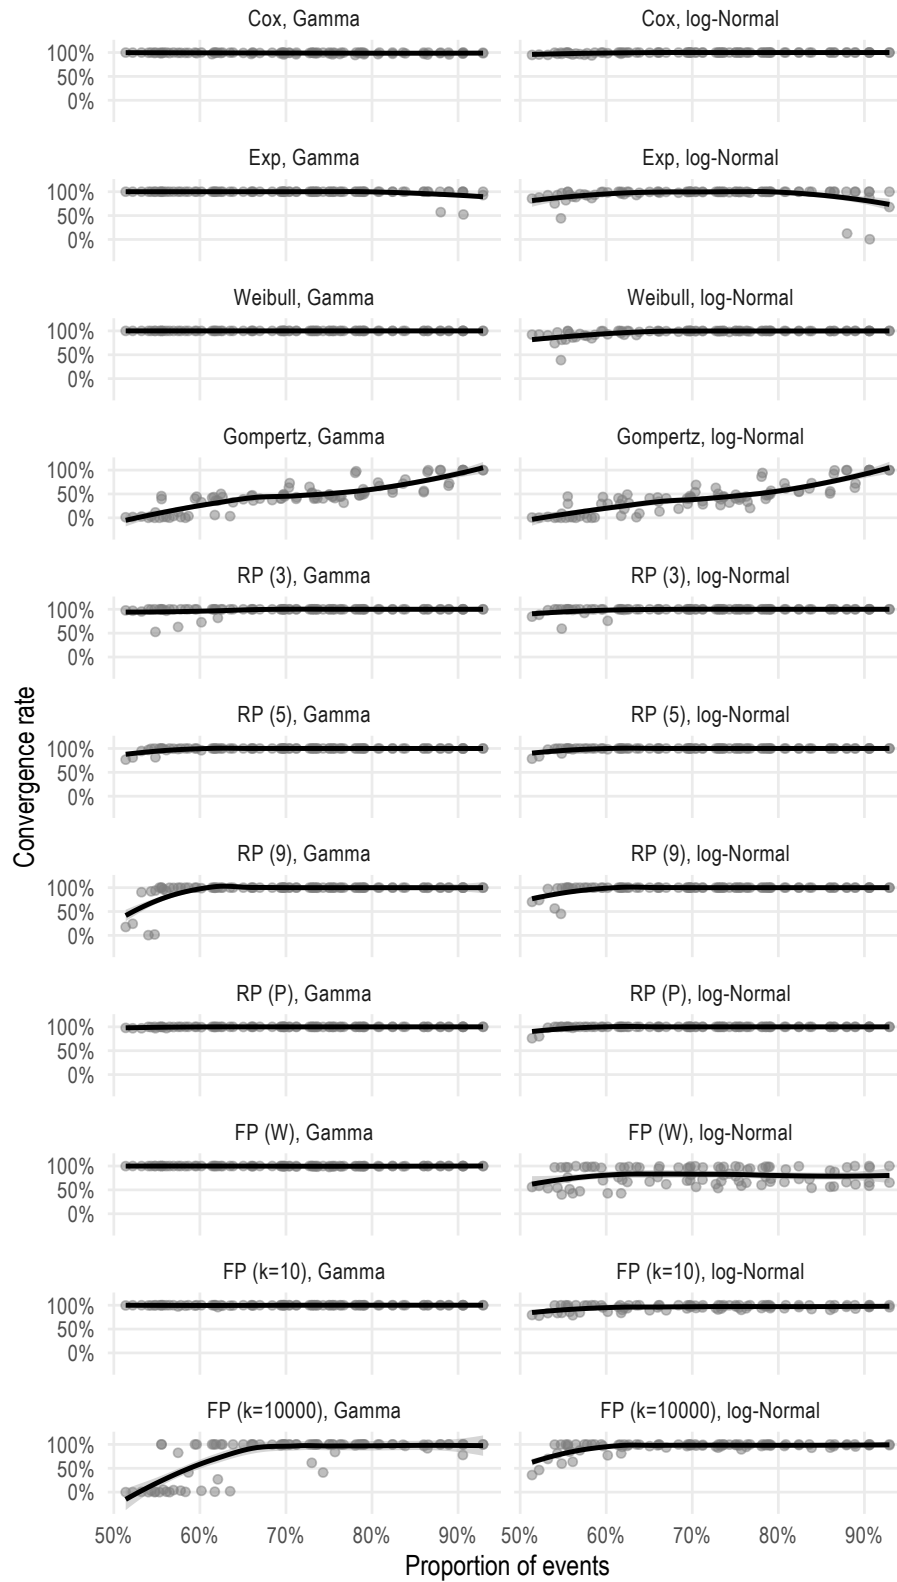 Cox, Gamma
Cox, log-Normal
100%
50%
0%
Exp, Gamma
Exp, log-Normal
100%
50%
0%
Weibull, Gamma
Weibull, log-Normal
100%
50%
0%
Gompertz, Gamma
Gompertz, log-Normal
100%
50%
0%
RP (3), Gamma
RP (3), log-Normal
100%
50%
0%
Convergence rate
RP (5), Gamma
RP (5), log-Normal
100%
50%
0%
RP (9), Gamma
RP (9), log-Normal
100%
50%
0%
RP (P), Gamma
RP (P), log-Normal
100%
50%
0%
FP (W), Gamma
FP (W), log-Normal
100%
50%
0%
FP (k=10), Gamma
FP (k=10), log-Normal
100%
50%
0%
FP (k=10000), Gamma
FP (k=10000), log-Normal
100%
50%
0%
50% 60% 70% 80% 90% 50% 60% 70% 80% 90%
Proportion of events